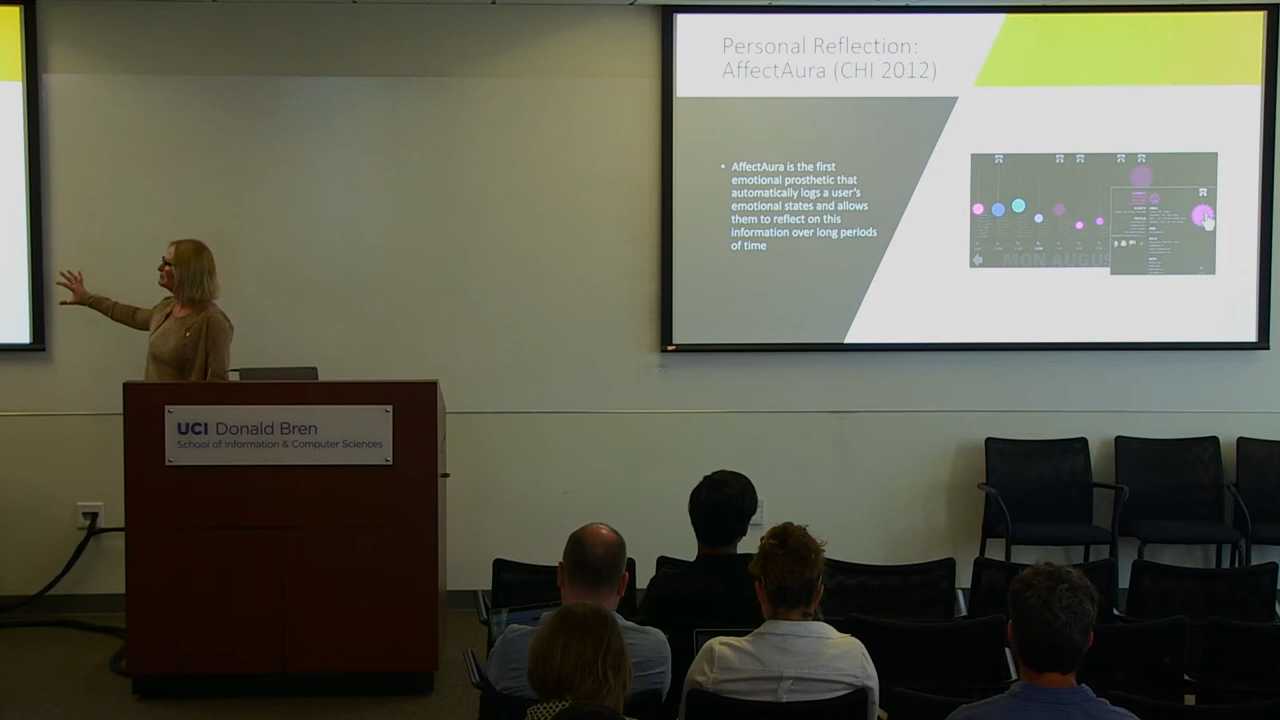 Personal Reflection:
AffectAura (CHI 2012)
• AffectAura is the first
emotional prosthetic that
automatically logs a user's
emotional states and allows
them to reflect on this
information over long periods
of time
MON AUGUS
UCI Donald Bren
School of Information & Computer Sciences